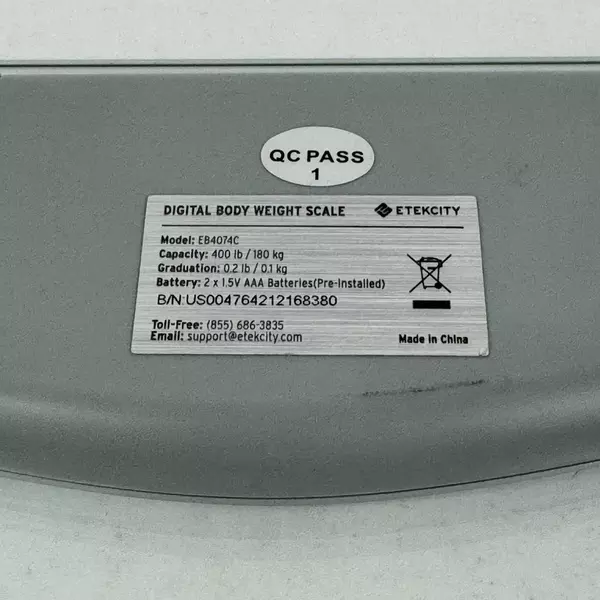 QC PASS
1
DIGITAL BODY WEIGHT SCALE ETEKCITY
Model: EB4074C
Capacity: 400 lb / 180 kg
Graduation: 0.2 lb / 0.1 kg
Battery: 2 x 1.5V AAA Batteries(Pre-Installed)
B/N:US004764212168380
Toll-Free: (855) 686-3835
Email: support@etekcity.com Made in China